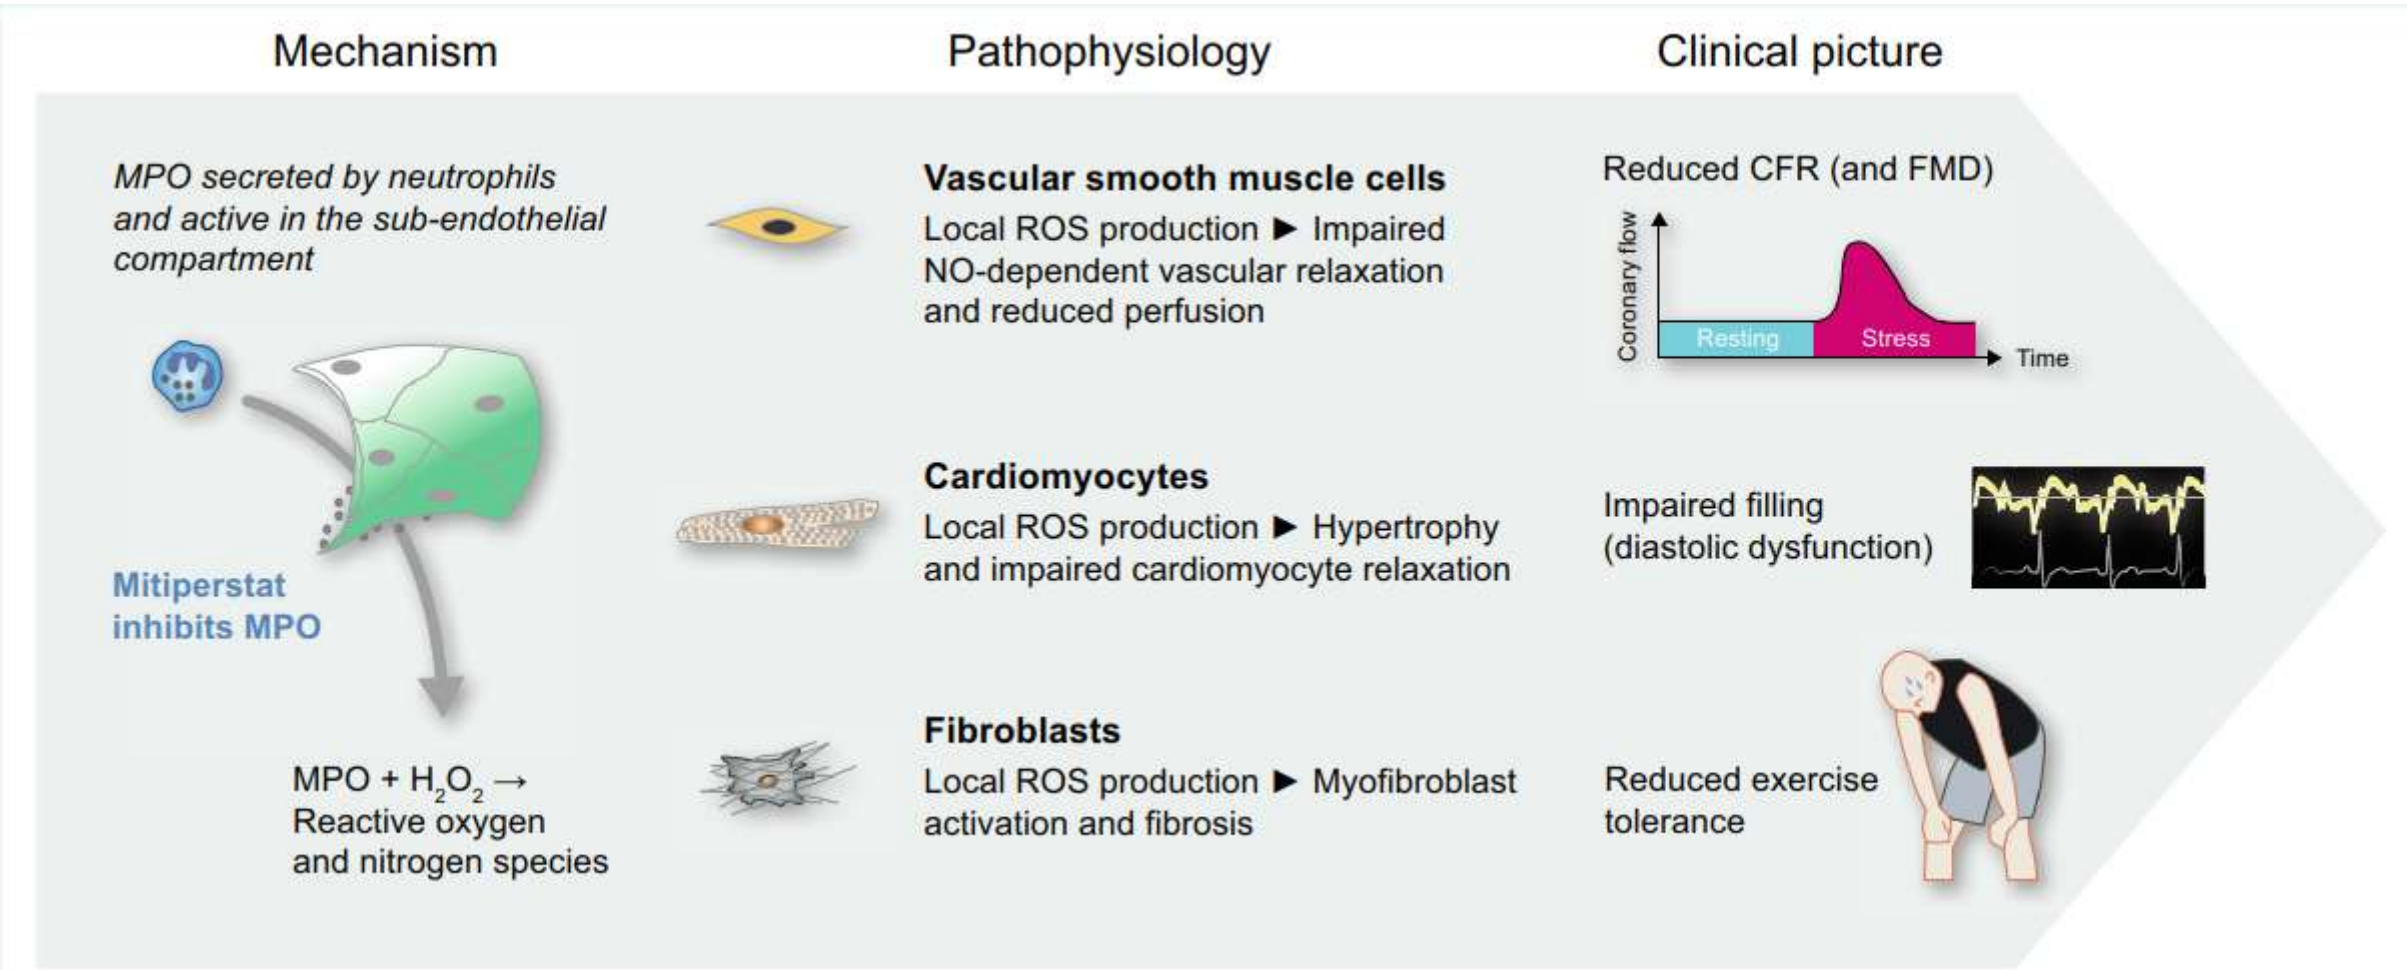 Mechanism
MPO secreted by neutrophils
and active in the sub-endothelial
compartment
Mitiperstat
inhibits MPO
MPO + H₂O₂ →
Reactive oxygen
and nitrogen species
Pathophysiology
Vascular smooth muscle cells
Local ROS production ► Impaired
NO-dependent vascular relaxation
and reduced perfusion
Cardiomyocytes
Local ROS production ► Hypertrophy
and impaired cardiomyocyte relaxation
Fibroblasts
Local ROS production ► Myofibroblast
activation and fibrosis
Clinical picture
Reduced CFR (and FMD)
Coronary flow
Resting
Stress
Time
Impaired filling
(diastolic dysfunction)
Reduced exercise
tolerance